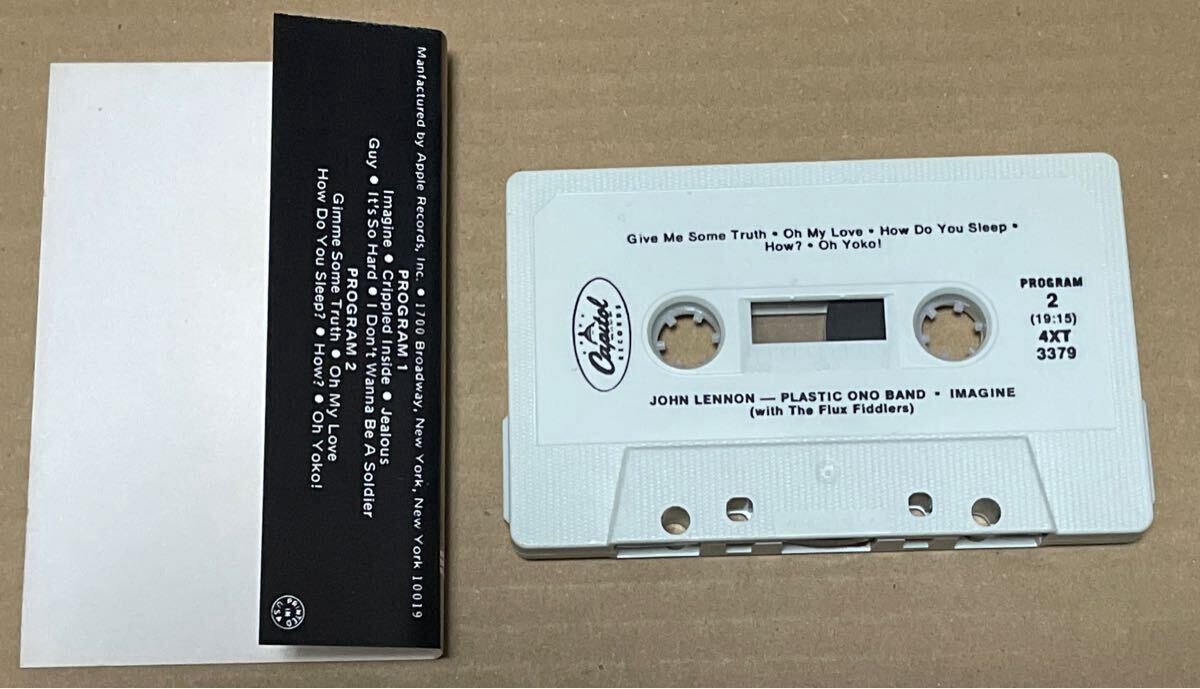 Manfactured by Apple Records, Inc. ● 1700 Broadway, New York, New York 10019
PROGRAM 1
Imagine ● Crippled Inside ● Jealous
Guy ● It's So Hard ● I Don't Wanna Be A Soldier
PROGRAM 2
Gimme Some Truth ● Oh My Love
How Do You Sleep? ● How? ● Oh Yoko!
PRINTED IN U.S.A.
Give Me Some Truth • Oh My Love • How Do You Sleep •
How? • Oh Yoko!
Capitol
RECORDS
PROGRAM
2
(19:15)
4XT
3379
JOHN LENNON — PLASTIC ONO BAND • IMAGINE
(with The Flux Fiddlers)